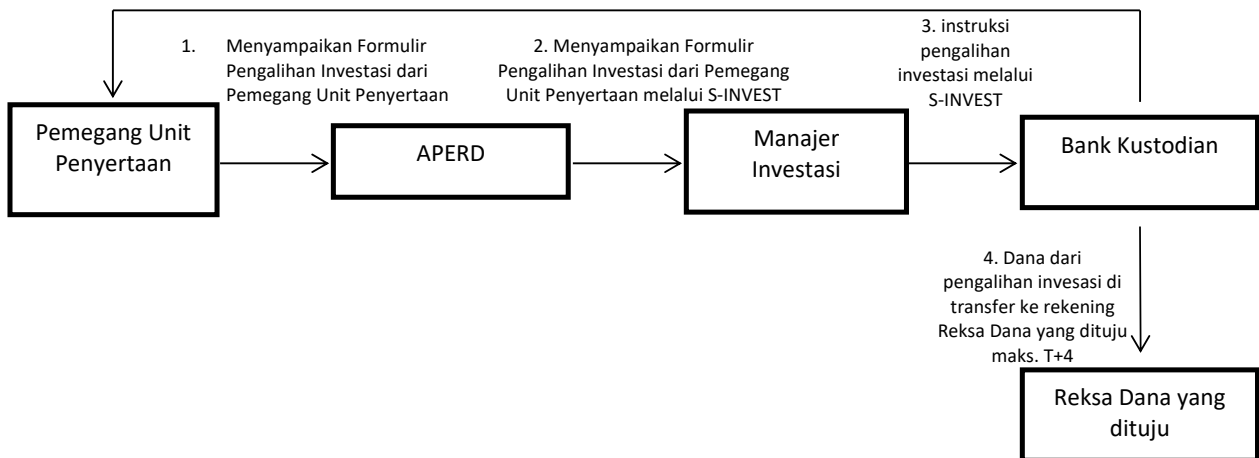 1. Menyampaikan Formulir
Pengalihan Investasi dari
Pemegang Unit Penyertaan
2. Menyampaikan Formulir
Pengalihan Investasi dari Pemegang
Unit Penyertaan melalui S-INVEST
3. instruksi
pengalihan
investasi melalui
S-INVEST
Pemegang Unit
Penyertaan
APERD
Manajer
Investasi
Bank Kustodian
4. Dana dari
pengalihan invesasi di
transfer ke rekening
Reksa Dana yang dituju
maks. T+4
Reksa Dana yang
dituju